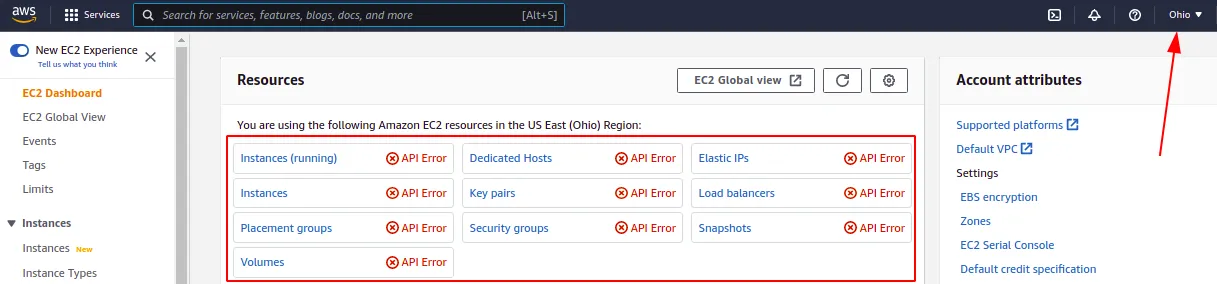 aws
Services
Search for services, features, blogs, docs, and more
[Alt+S]
Ohio
New EC2 Experience
Tell us what you think
EC2 Dashboard
EC2 Global View
Events
Tags
Limits
Instances
Instances New
Instance Types
Resources
EC2 Global view
You are using the following Amazon EC2 resources in the US East (Ohio) Region:
Instances (running) API Error
Dedicated Hosts API Error
Elastic IPs API Error
Instances API Error
Key pairs API Error
Load balancers API Error
Placement groups API Error
Security groups API Error
Snapshots API Error
Volumes API Error
Account attributes
Supported platforms
Default VPC
Settings
EBS encryption
Zones
EC2 Serial Console
Default credit specification